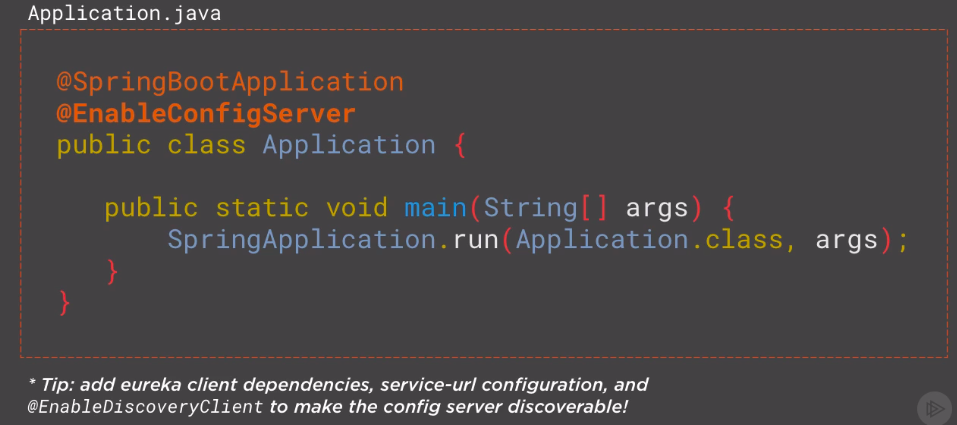 Application.java
@SpringBootApplication
@EnableConfigServer
public class Application {
public static void main(String[] args) {
SpringApplication.run(Application.class, args);
}
}
* Tip: add eureka client dependencies, service-url configuration, and
@EnableDiscoveryClient to make the config server discoverable!